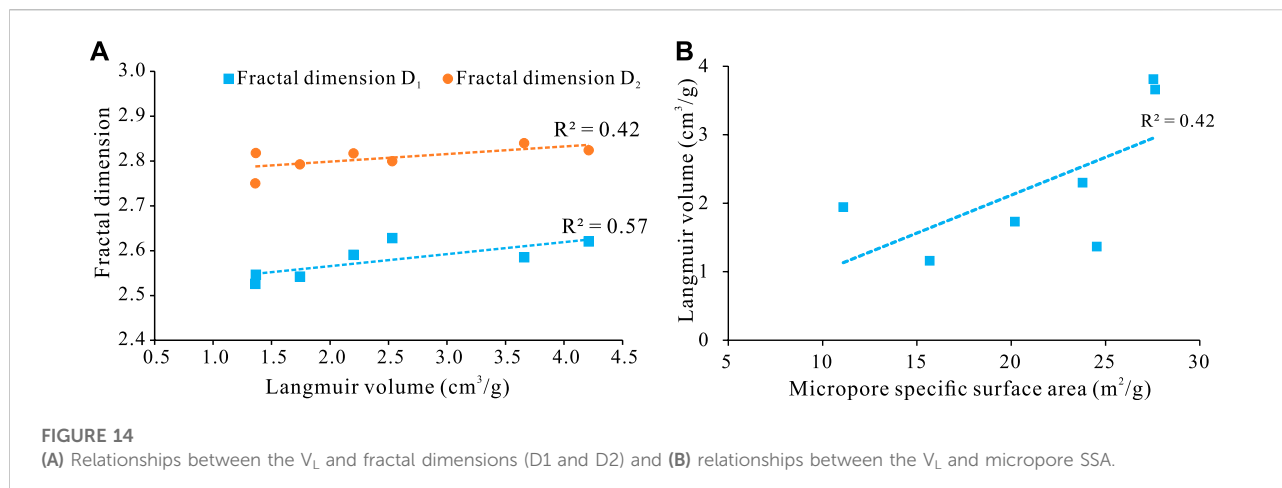 A
Fractal dimension D₁ Fractal dimension D₂
3.0
2.9
2.8
2.7
2.6
2.5
2.4
Fractal dimension
R² = 0.42
R² = 0.57
0.5 1.0 1.5 2.0 2.5 3.0 3.5 4.0 4.5
Langmuir volume (cm³/g)
B
4
3
2
1
0
Langmuir volume (cm³/g)
R² = 0.42
5 10 15 20 25 30
Micropore specific surface area (m²/g)
FIGURE 14
(A) Relationships between the V_L and fractal dimensions (D1 and D2) and (B) relationships between the V_L and micropore SSA.